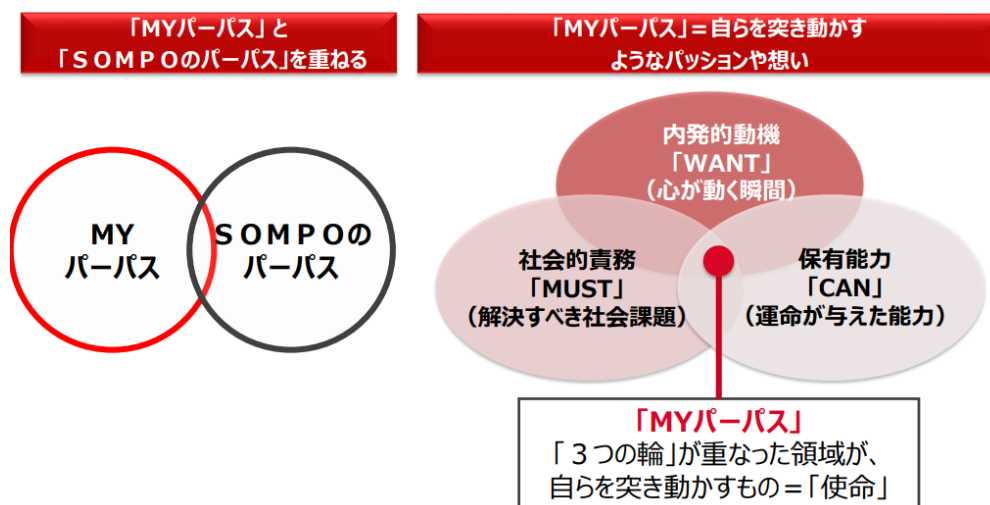 「MYパーパス」と
「ＳＯＭＰＯのパーパス」を重ねる
MY
パーパス
ＳＯＭＰＯの
パーパス
「MYパーパス」＝自らを突き動かす
ようなパッションや想い
内発的動機
「WANT」
（心が動く瞬間）
社会的責務
「MUST」
（解決すべき社会課題）
保有能力
「CAN」
（運命が与えた能力）
「MYパーパス」
「３つの輪」が重なった領域が、
自らを突き動かすもの＝「使命」